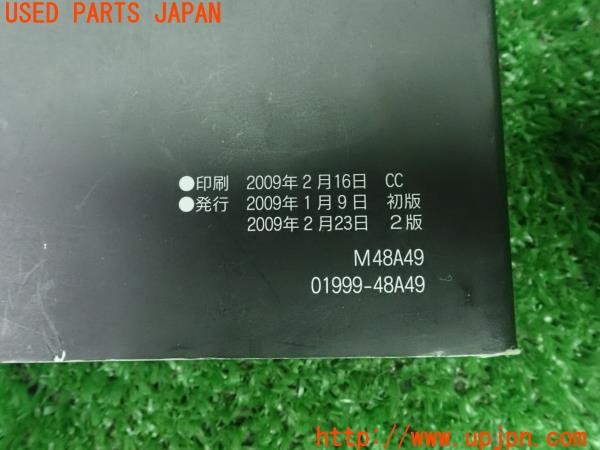 USED PARTS JAPAN
●印刷 2009年2月16日 CC
●発行 2009年1月9日 初版
2009年2月23日 2版
M48A49
01999-48A49
http://www.upjpn.com/